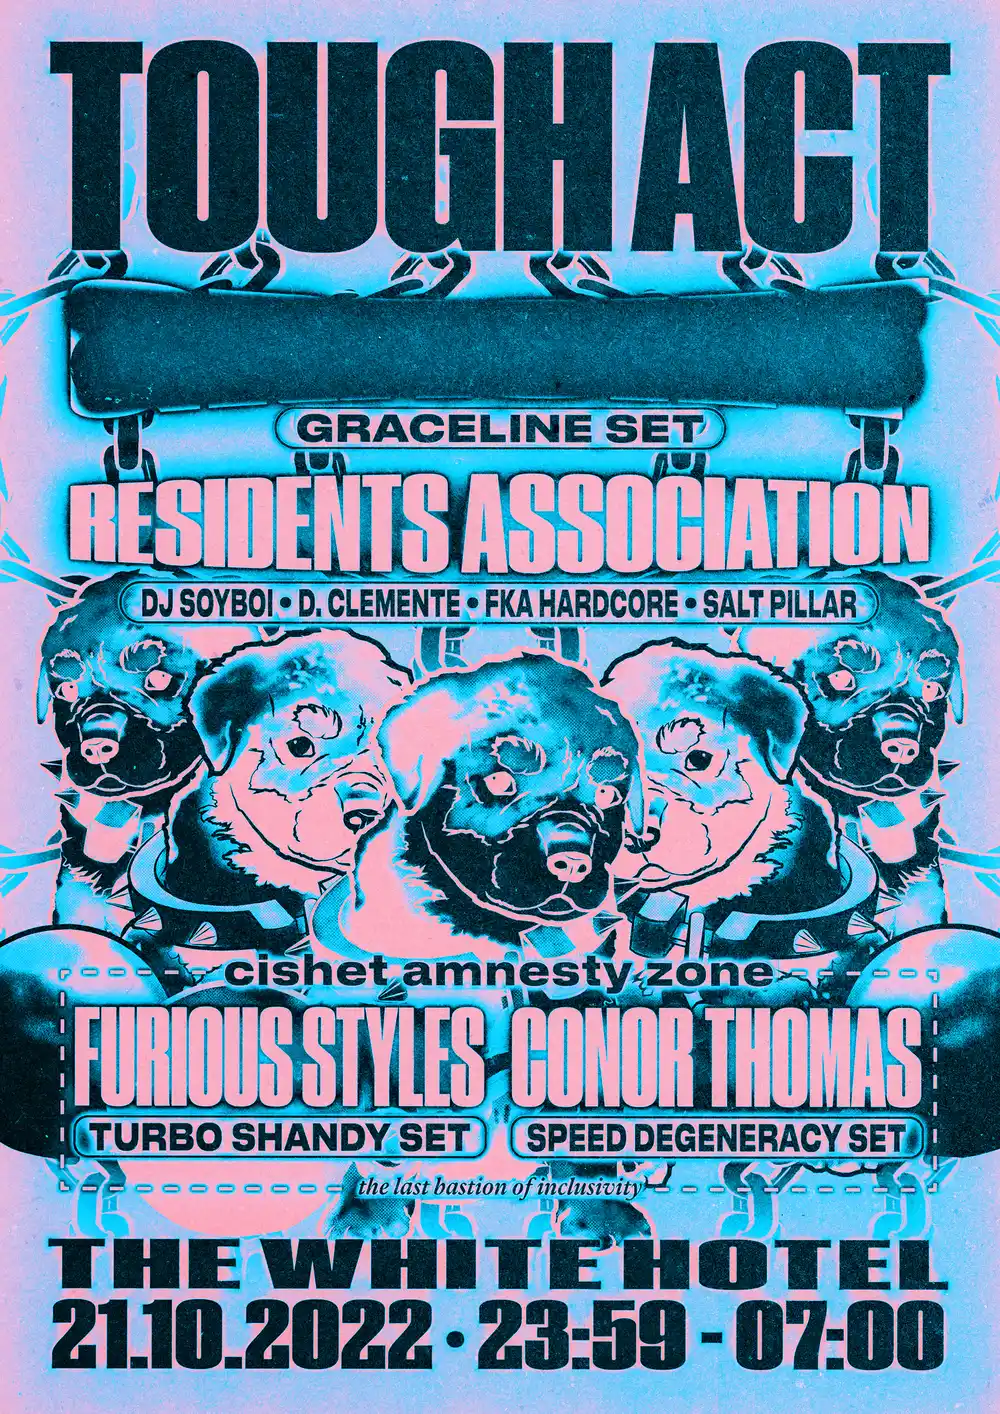 TOUGH ACT
GRACELINE SET
RESIDENTS ASSOCIATION
DJ SOYBOI • D. CLEMENTE • FKA HARDCORE • SALT PILLAR
cishet amnesty zone
FURIOUS STYLES CONOR THOMAS
TURBO SHANDY SET SPEED DEGENERACY SET
the last bastion of inclusivity
THE WHITE HOTEL
21.10.2022 • 23:59 - 07:00